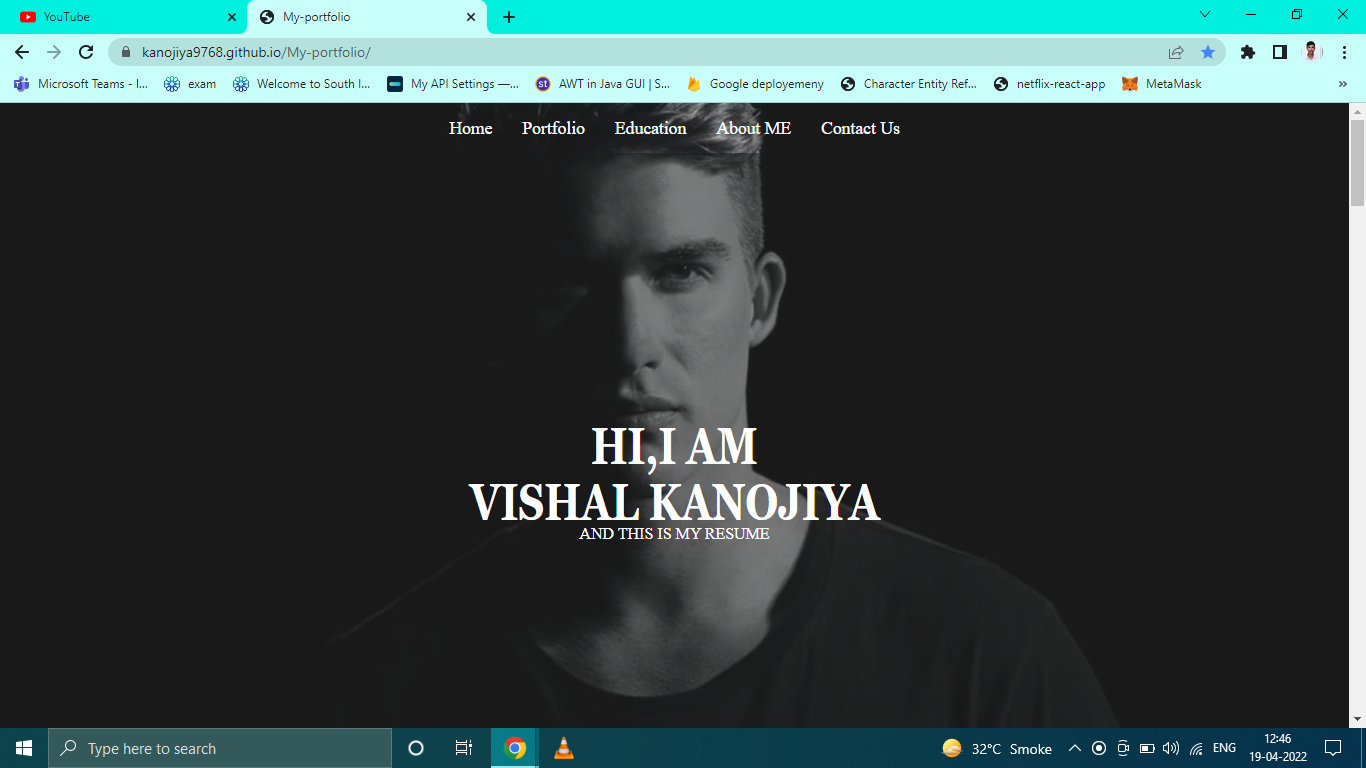 YouTube
My-portfolio
kanojiya9768.github.io/My-portfolio/
Microsoft Teams - I...
exam
Welcome to South I...
My API Settings —...
st
AWT in Java GUI | S...
Google deployemeny
Character Entity Ref...
netflix-react-app
MetaMask
Home
Portfolio
Education
About ME
Contact Us
HI,I AM
VISHAL KANOJIYA
AND THIS IS MY RESUME
Type here to search
32°C Smoke
ENG
12:46
19-04-2022